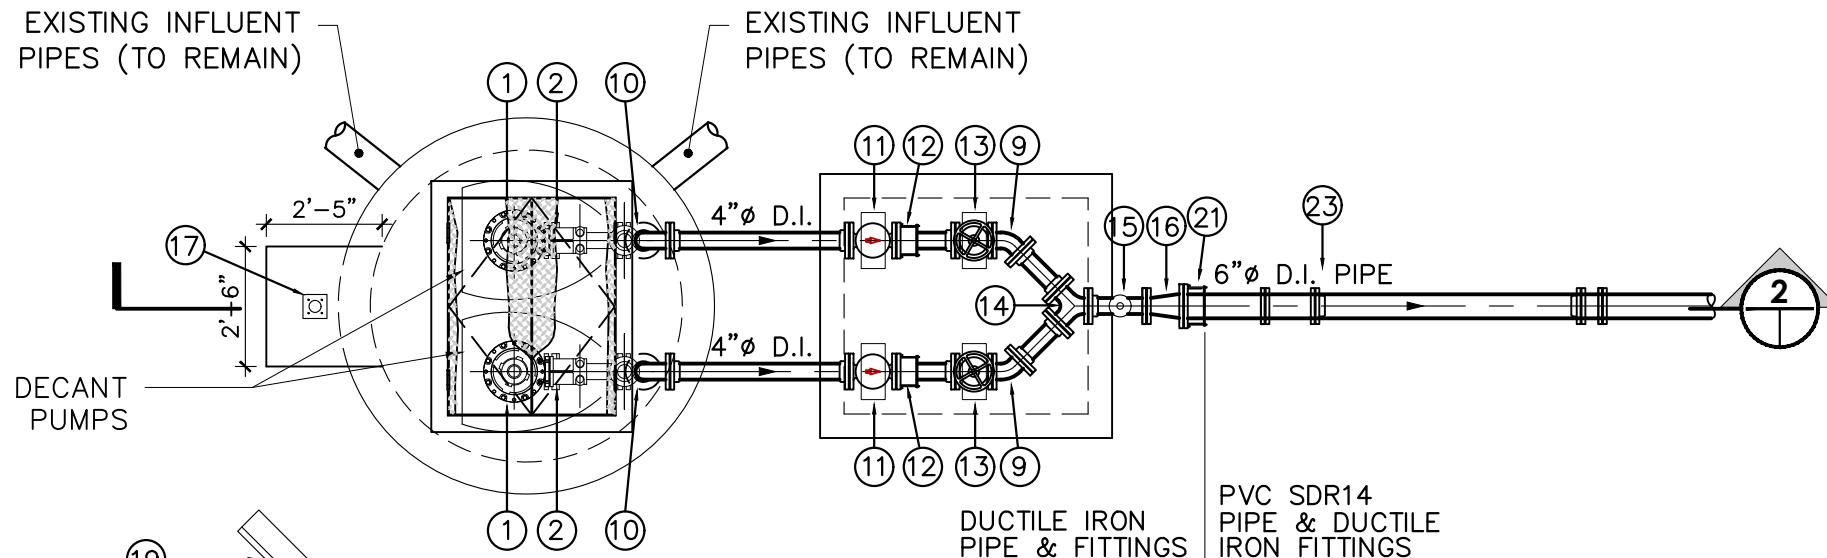 EXISTING INFLUENT
PIPES (TO REMAIN)
EXISTING INFLUENT
PIPES (TO REMAIN)
1 2 10
11 12 13 9
2'-5"
4"ø D.I.
15 16 21 23
17
2'-6"
6"ø D.I. PIPE
14
2
4"ø D.I.
DECANT
PUMPS
11 12 13 9
1 2 10
DUCTILE IRON
PIPE & FITTINGS
PVC SDR14
PIPE & DUCTILE
IRON FITTINGS
19